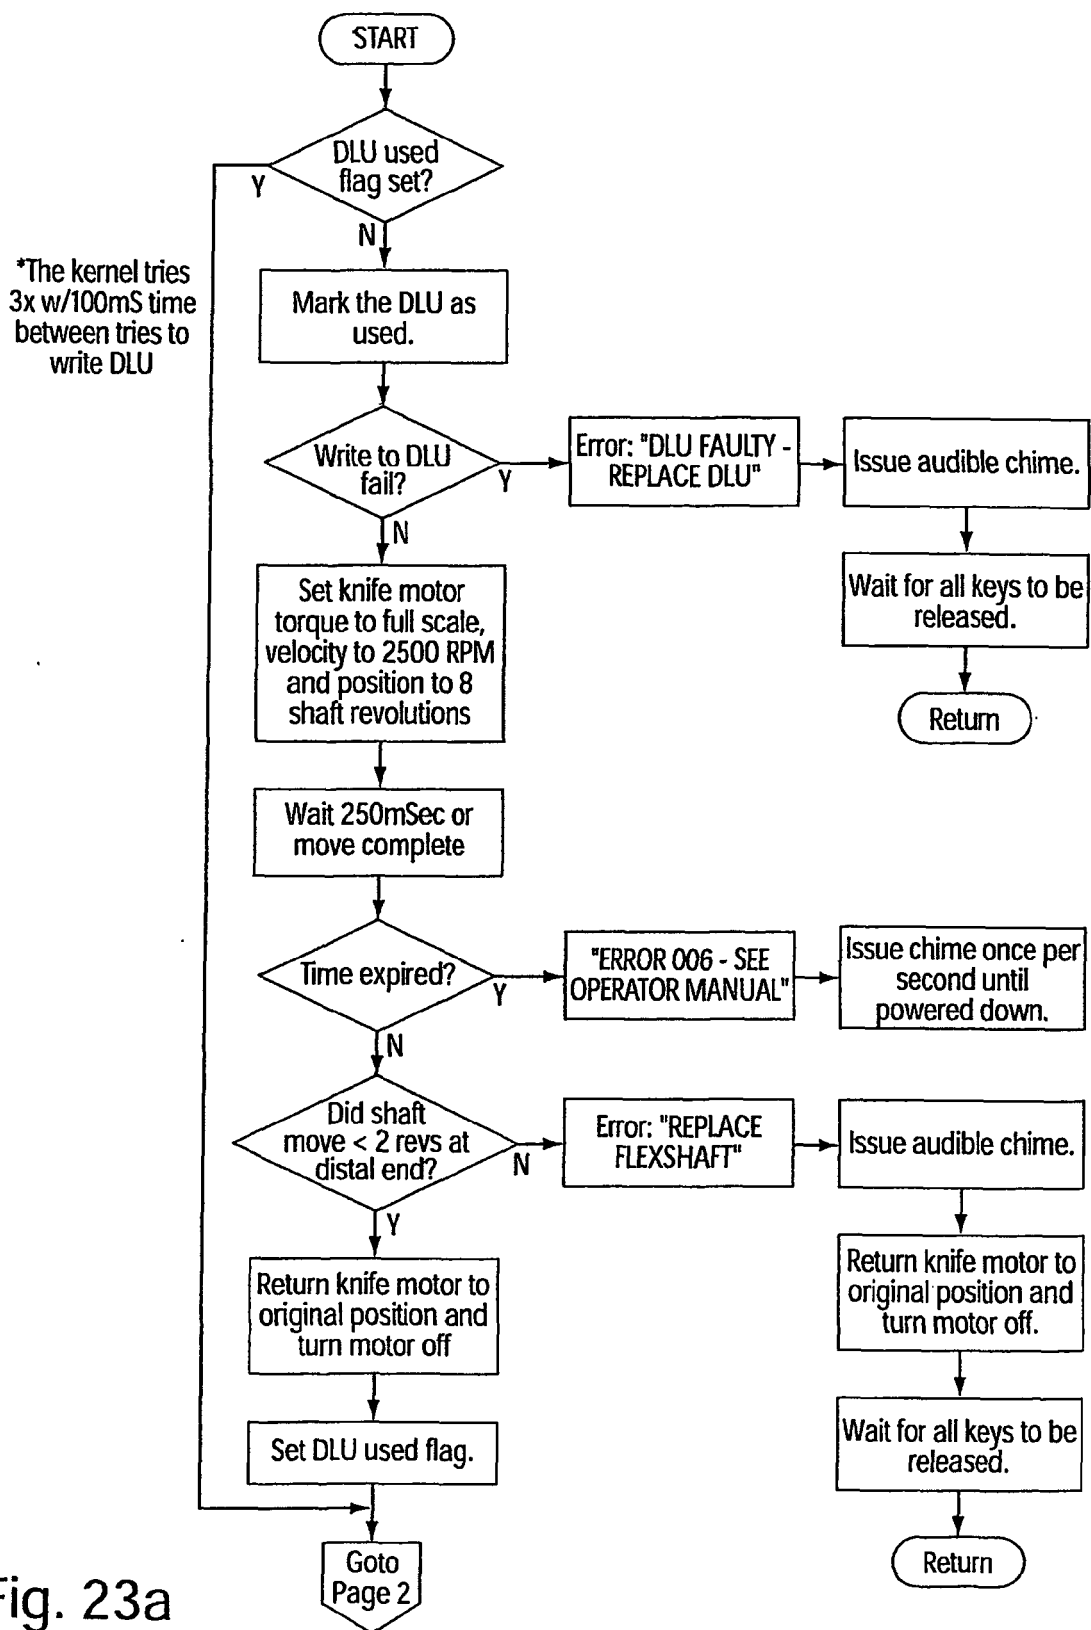 START
DLU used
flag set?
Y
N
*The kernel tries
3x w/100mS time
between tries to
write DLU
Mark the DLU as
used.
Write to DLU
fail?
Y
N
Error: "DLU FAULTY -
REPLACE DLU"
Issue audible chime.
Wait for all keys to be
released.
Return
Set knife motor
torque to full scale,
velocity to 2500 RPM
and position to 8
shaft revolutions
Wait 250mSec or
move complete
Time expired?
Y
N
"ERROR 006 - SEE
OPERATOR MANUAL"
Issue chime once per
second until
powered down.
Did shaft
move < 2 revs at
distal end?
N
Y
Error: "REPLACE
FLEXSHAFT"
Issue audible chime.
Return knife motor to
original position and
turn motor off.
Wait for all keys to be
released.
Return
Return knife motor to
original position and
turn motor off
Set DLU used flag.
Goto
Page 2
Fig. 23a